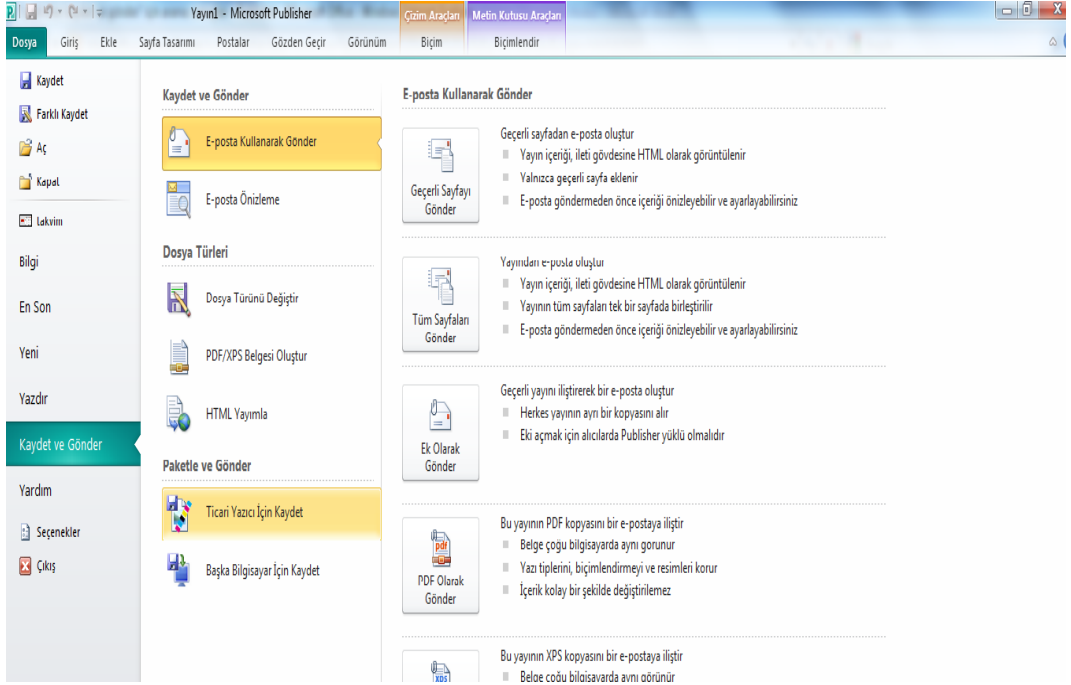 Yayın1 - Microsoft Publisher
Çizim Araçları
Metin Kutusu Araçları
Dosya
Giriş
Ekle
Sayfa Tasarımı
Postalar
Gözden Geçir
Görünüm
Biçim
Biçimlendir
Kaydet
Farklı Kaydet
Aç
Kapat
Takvim
Bilgi
En Son
Yeni
Yazdır
Kaydet ve Gönder
Yardım
Seçenekler
Çıkış
Kaydet ve Gönder
E-posta Kullanarak Gönder
E-posta Önizleme
Dosya Türleri
Dosya Türünü Değiştir
PDF/XPS Belgesi Oluştur
HTML Yayımla
Paketle ve Gönder
Ticari Yazıcı İçin Kaydet
Başka Bilgisayar İçin Kaydet
E-posta Kullanarak Gönder
Geçerli Sayfayı
Gönder
Geçerli sayfadan e-posta oluştur
Yayın içeriği, ileti gövdesine HTML olarak görüntülenir
Yalnızca geçerli sayfa eklenir
E-posta göndermeden önce içeriği önizleyebilir ve ayarlayabilirsiniz
Tüm Sayfaları
Gönder
Yayından e-posta oluştur
Yayın içeriği, ileti gövdesine HTML olarak görüntülenir
Yayının tüm sayfaları tek bir sayfada birleştirilir
E-posta göndermeden önce içeriği önizleyebilir ve ayarlayabilirsiniz
Ek Olarak
Gönder
Geçerli yayını iliştirerek bir e-posta oluştur
Herkes yayının ayrı bir kopyasını alır
Eki açmak için alıcılarda Publisher yüklü olmalıdır
pdf
PDF Olarak
Gönder
Bu yayının PDF kopyasını bir e-postaya iliştir
Belge çoğu bilgisayarda aynı görünür
Yazı tiplerini, biçimlendirmeyi ve resimleri korur
İçerik kolay bir şekilde değiştirilemez
XPS
Bu yayının XPS kopyasını bir e-postaya iliştir
Belge çoğu bilgisayarda aynı görünür